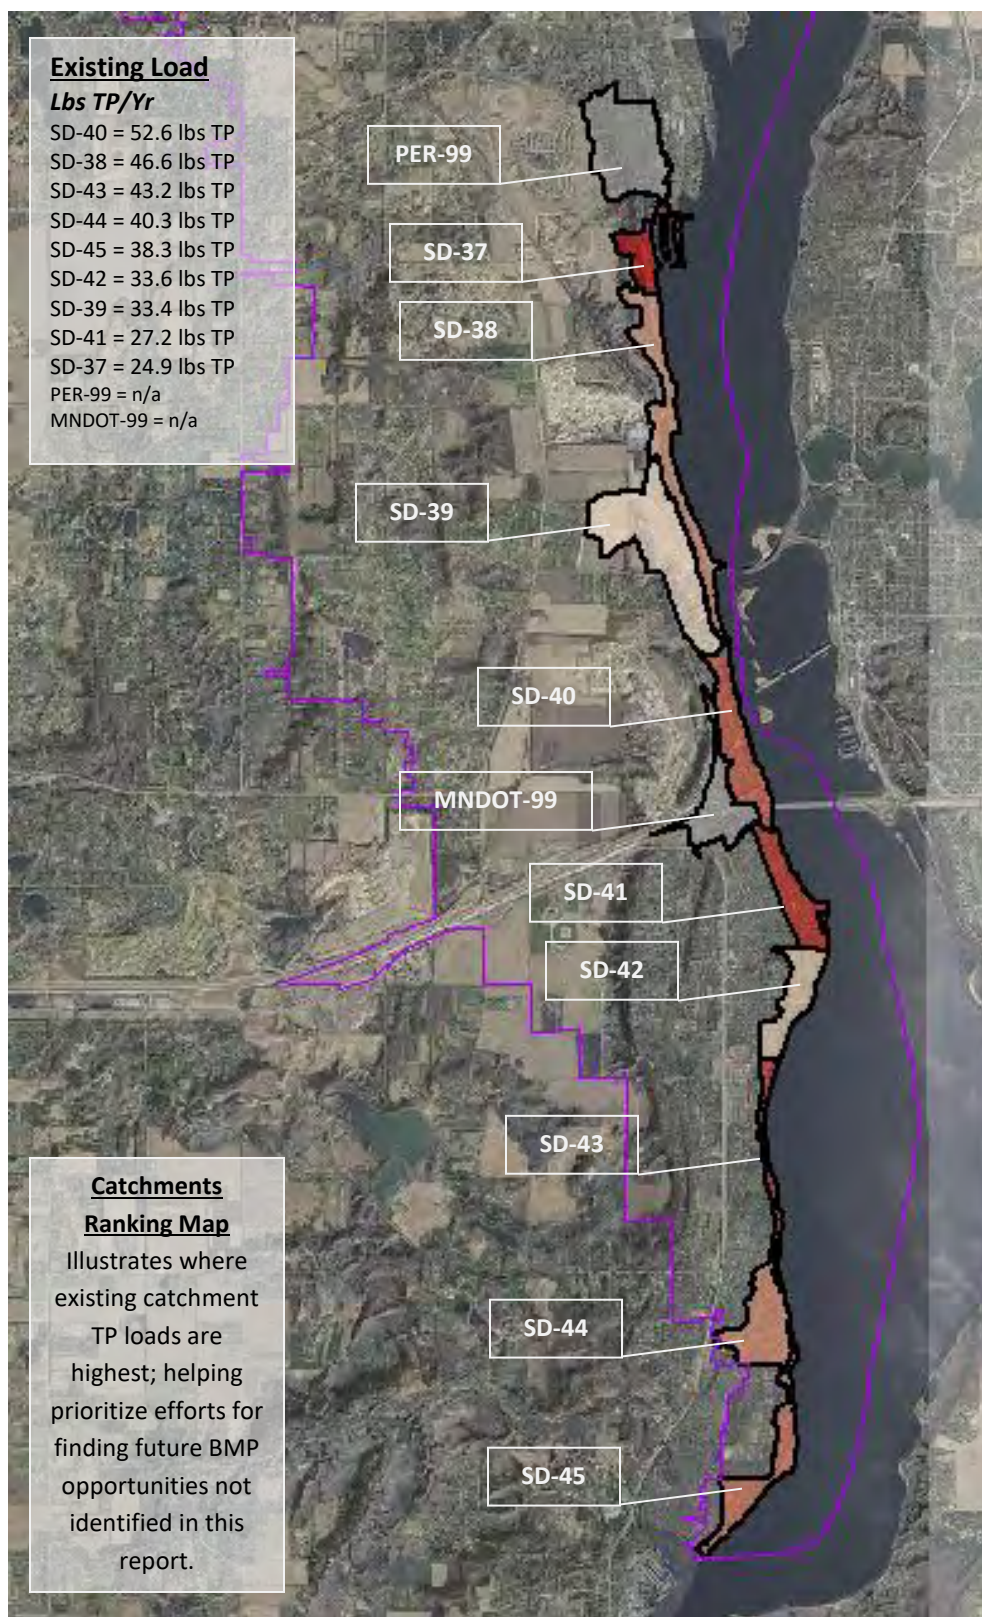 Existing Load
Lbs TP/Yr
SD-40 = 52.6 lbs TP
SD-38 = 46.6 lbs TP
SD-43 = 43.2 lbs TP
SD-44 = 40.3 lbs TP
SD-45 = 38.3 lbs TP
SD-42 = 33.6 lbs TP
SD-39 = 33.4 lbs TP
SD-41 = 27.2 lbs TP
SD-37 = 24.9 lbs TP
PER-99 = n/a
MNDOT-99 = n/a
PER-99
SD-37
SD-38
SD-39
SD-40
MNDOT-99
SD-41
SD-42
SD-43
SD-44
SD-45
Catchments
Ranking Map
Illustrates where
existing catchment
TP loads are
highest; helping
prioritize efforts for
finding future BMP
opportunities not
identified in this
report.